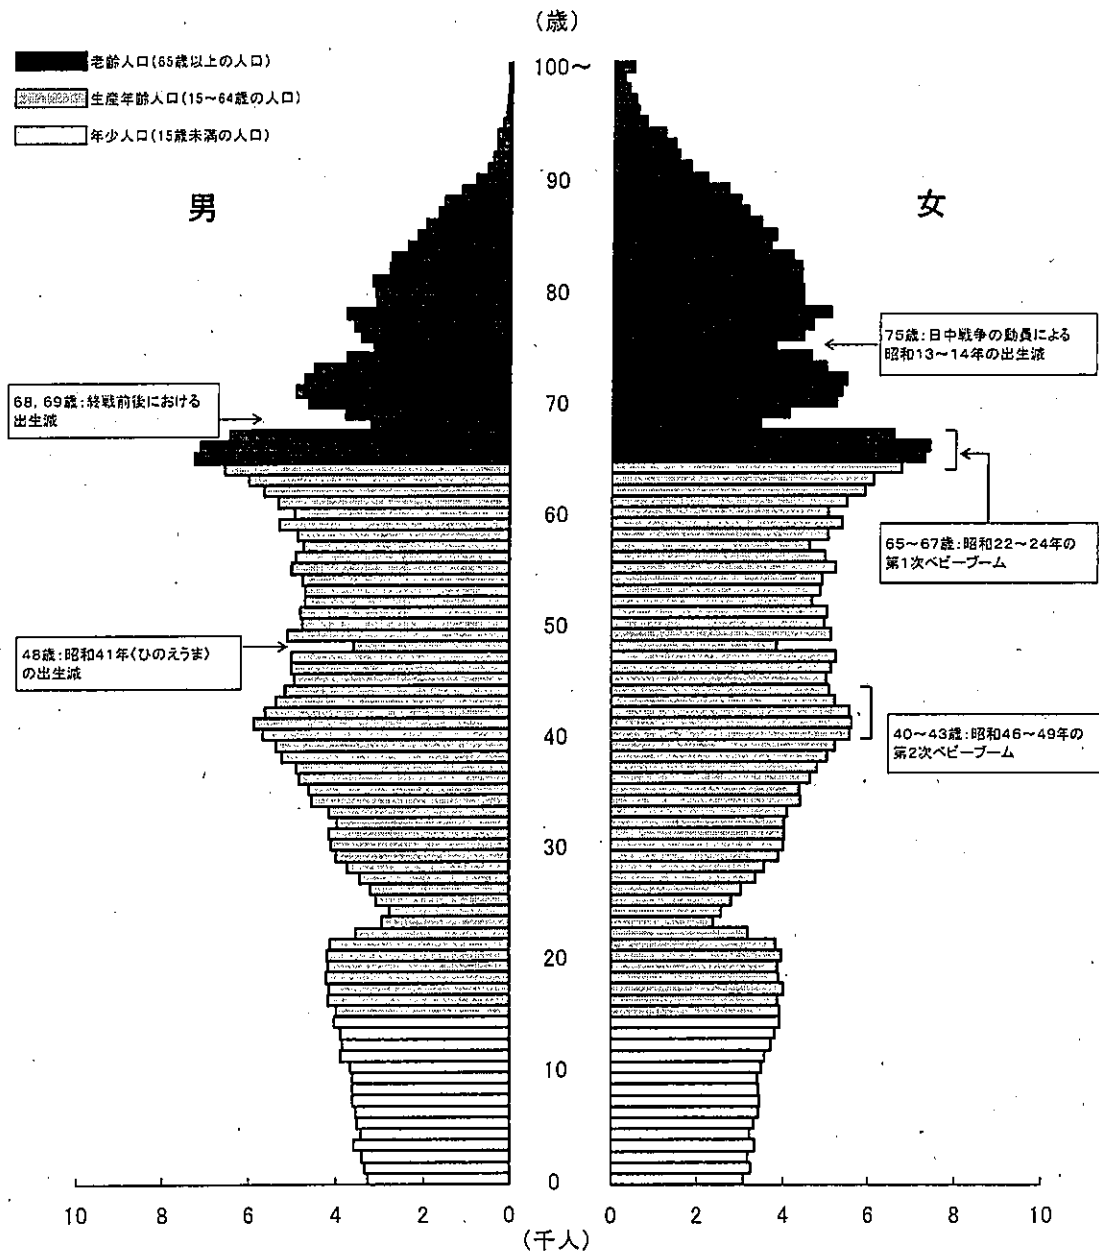 (歳)
老齢人口(65歳以上の人口)
生産年齢人口(15～64歳の人口)
年少人口(15歳未満の人口)
100～
90
男
女
80
75歳:日中戦争の動員による
昭和13～14年の出生減
70
68, 69歳:終戦前後における
出生減
60
65～67歳:昭和22～24年の
第1次ベビーブーム
50
48歳:昭和41年(ひのえうま)
の出生減
40
40～43歳:昭和46～49年の
第2次ベビーブーム
30
20
10
0
10 8 6 4 2 0
0 2 4 6 8 10
(千人)